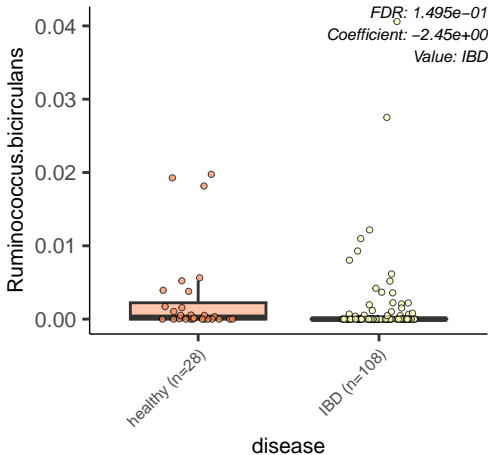 FDR: 1.495e−01
Coefficient: −2.45e+00
Value: IBD
0.04
0.03
0.02
0.01
0.00
Ruminococcus.bicirculans
healthy (n=28)
IBD (n=108)
disease